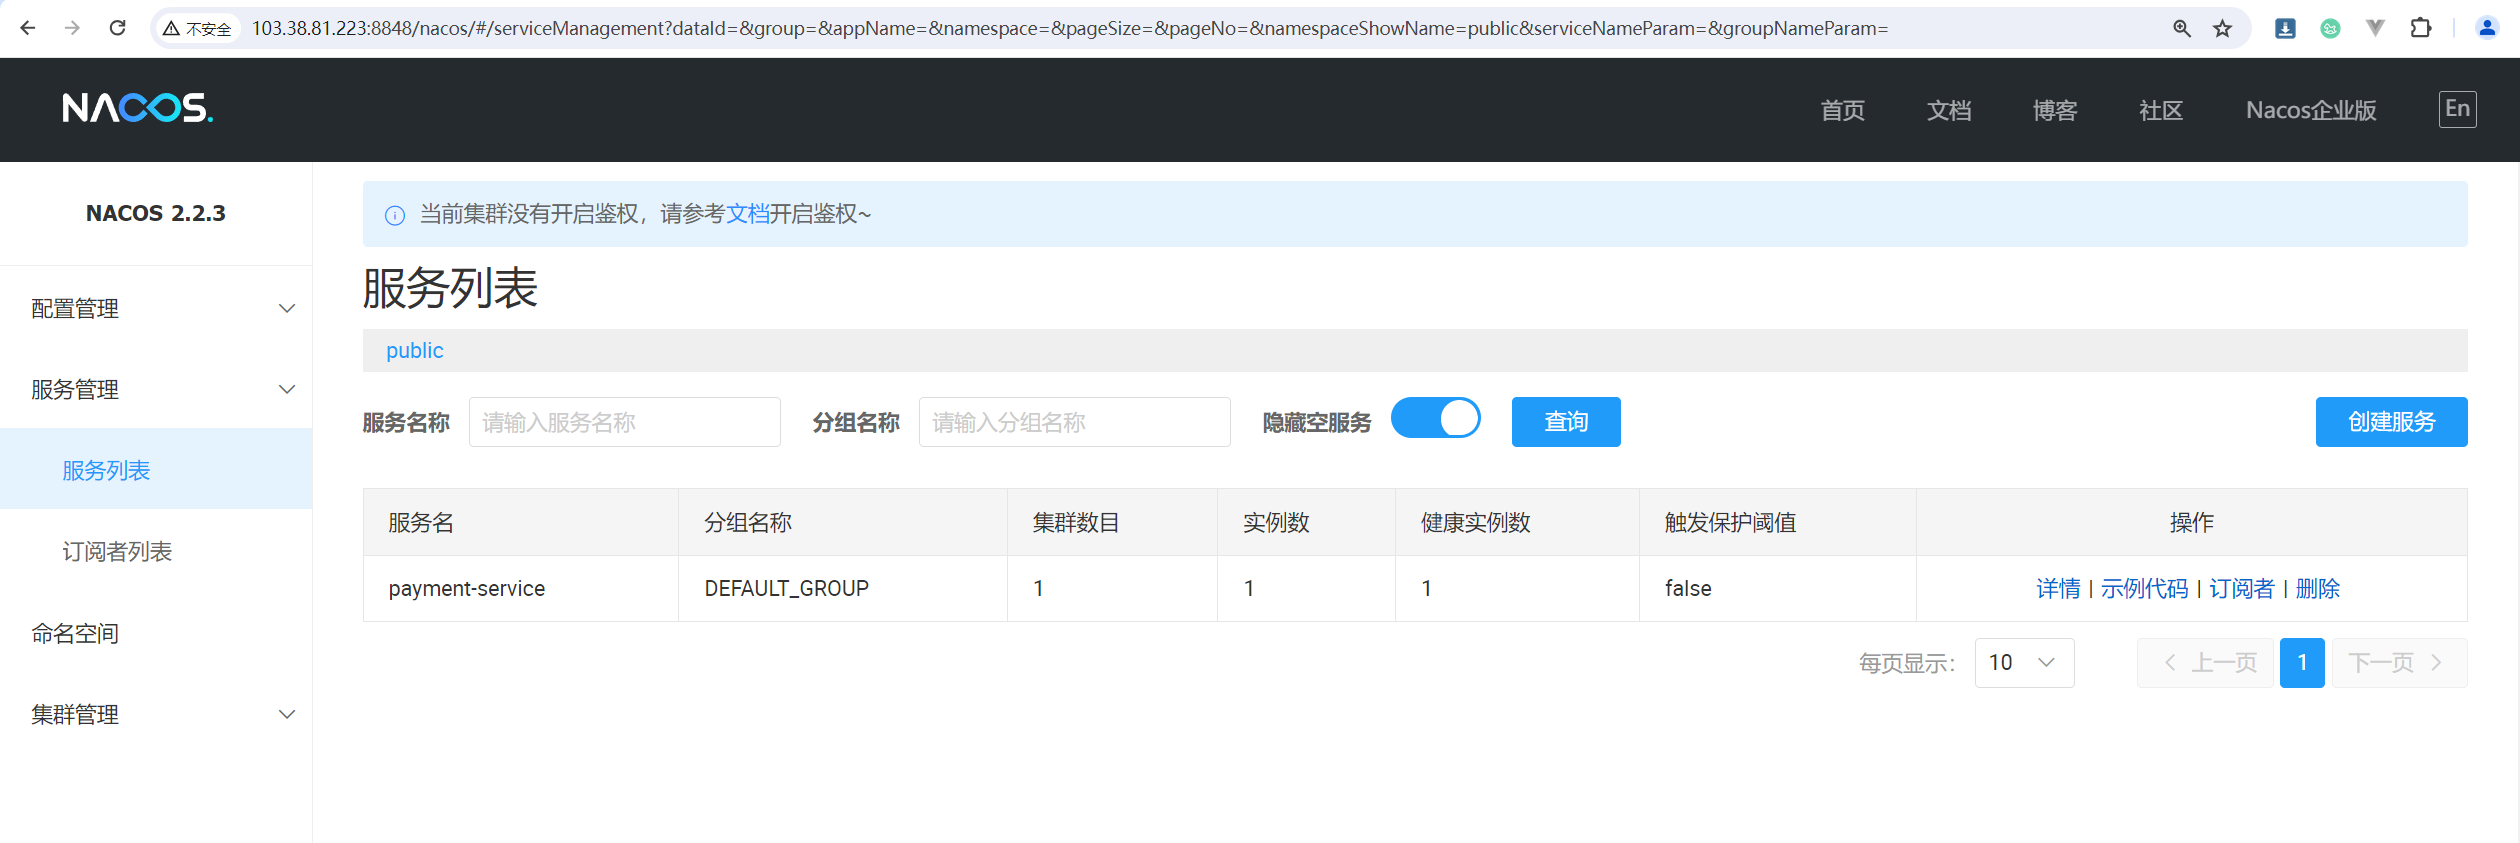 不安全 103.38.81.223:8848/nacos/#/serviceManagement?dataId=&group=&appName=&namespace=&pageSize=&pageNo=&namespaceShowName=public&serviceNameParam=&groupNameParam=
NACOS.
首页 文档 博客 社区 Nacos企业版 En
NACOS 2.2.3
配置管理
服务管理
服务列表
订阅者列表
命名空间
集群管理
当前集群没有开启鉴权，请参考文档开启鉴权~
服务列表
public
服务名称 请输入服务名称 分组名称 请输入分组名称 隐藏空服务 查询 创建服务
服务名 分组名称 集群数目 实例数 健康实例数 触发保护阈值 操作
payment-service DEFAULT_GROUP 1 1 1 false 详情 | 示例代码 | 订阅者 | 删除
每页显示: 10 上一页 1 下一页